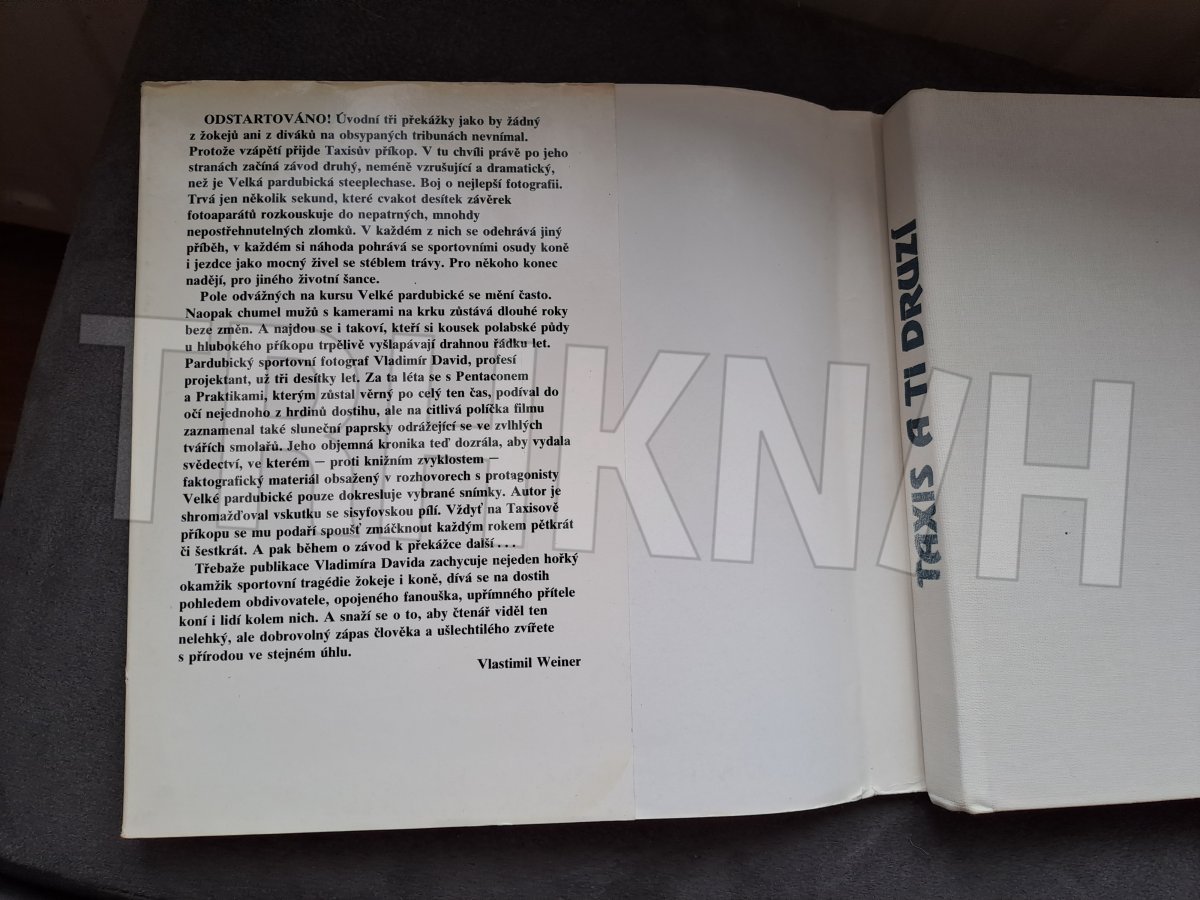 ODSTARTOVÁNO! Úvodní tři překážky jako by žádný
z žokejů ani z diváků na obsypaných tribunách nevnímal.
Protože vzápětí přijde Taxisův příkop. V tu chvíli právě po jeho
stranách začíná závod druhý, neméně vzrušující a dramatický,
než je Velká pardubická steeplechase. Boj o nejlepší fotografii.
Trvá jen několik sekund, které cvakot desítek závěrek
fotoaparátů rozkouskuje do nepatrných, mnohdy
nepostřehnutelných zlomků. V každém z nich se odehrává jiný
příběh, v každém si náhoda pohrává se sportovními osudy koně
i jezdce jako mocný živel se stéblem trávy. Pro někoho konec
nadějí, pro jiného životní šance.
Pole odvážných na kursu Velké pardubické se mění často.
Naopak chumel mužů s kamerami na krku zůstává dlouhé roky
beze změn. A najdou se i takoví, kteří si kousek polabské půdy
u hlubokého příkopu trpělivě vyšlapávají drahnou řádku let.
Pardubický sportovní fotograf Vladimír David, profesí
projektant, už tři desítky let. Za ta léta se s Pentaconem
a Praktikami, kterým zůstal věrný po celý ten čas, podíval do
očí nejednoho z hrdinů dostihu, ale na citlivá políčka filmu
zaznamenal také sluneční paprsky odrážející se ve zvlhlých
tvářích smolařů. Jeho objemná kronika teď dozrála, aby vydala
svědectví, ve kterém — proti knižním zvyklostem —
faktografický materiál obsažený v rozhovorech s protagonisty
Velké pardubické pouze dokresluje vybrané snímky. Autor je
shromažďoval vskutku se sisyfovskou pílí. Vždyť na Taxisově
příkopu se mu podaří spoušť zmáčknout každým rokem pětkrát
či šestkrát. A pak během o závod k překážce další . . .
Třebaže publikace Vladimíra Davida zachycuje nejeden hořký
okamžik sportovní tragédie žokeje i koně, dívá se na dostih
pohledem obdivovatele, opojeného fanouška, upřímného přítele
koní i lidí kolem nich. A snaží se o to, aby čtenář viděl ten
nelehký, ale dobrovolný zápas člověka a ušlechtilého zvířete
s přírodou ve stejném úhlu.
Vlastimil Weiner
TAXIS A TI DRUZÍ
TRHKNIH